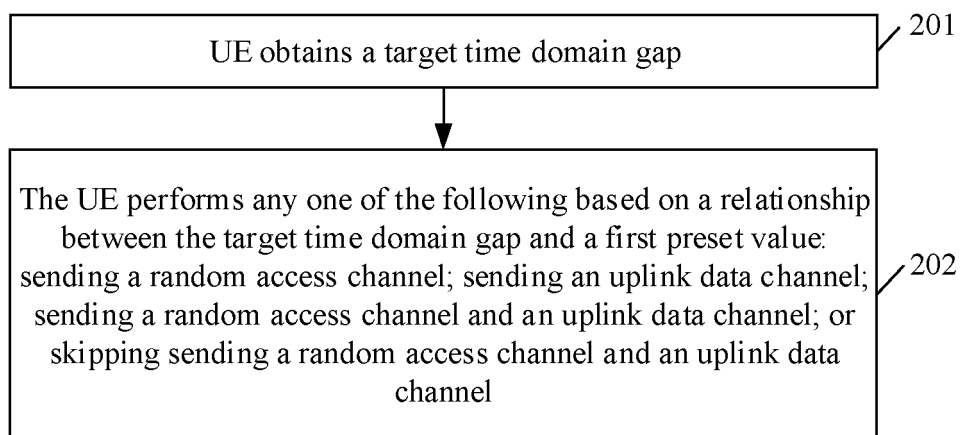 201
UE obtains a target time domain gap
The UE performs any one of the following based on a relationship
between the target time domain gap and a first preset value:
sending a random access channel; sending an uplink data channel;
sending a random access channel and an uplink data channel; or
skipping sending a random access channel and an uplink data
channel
202